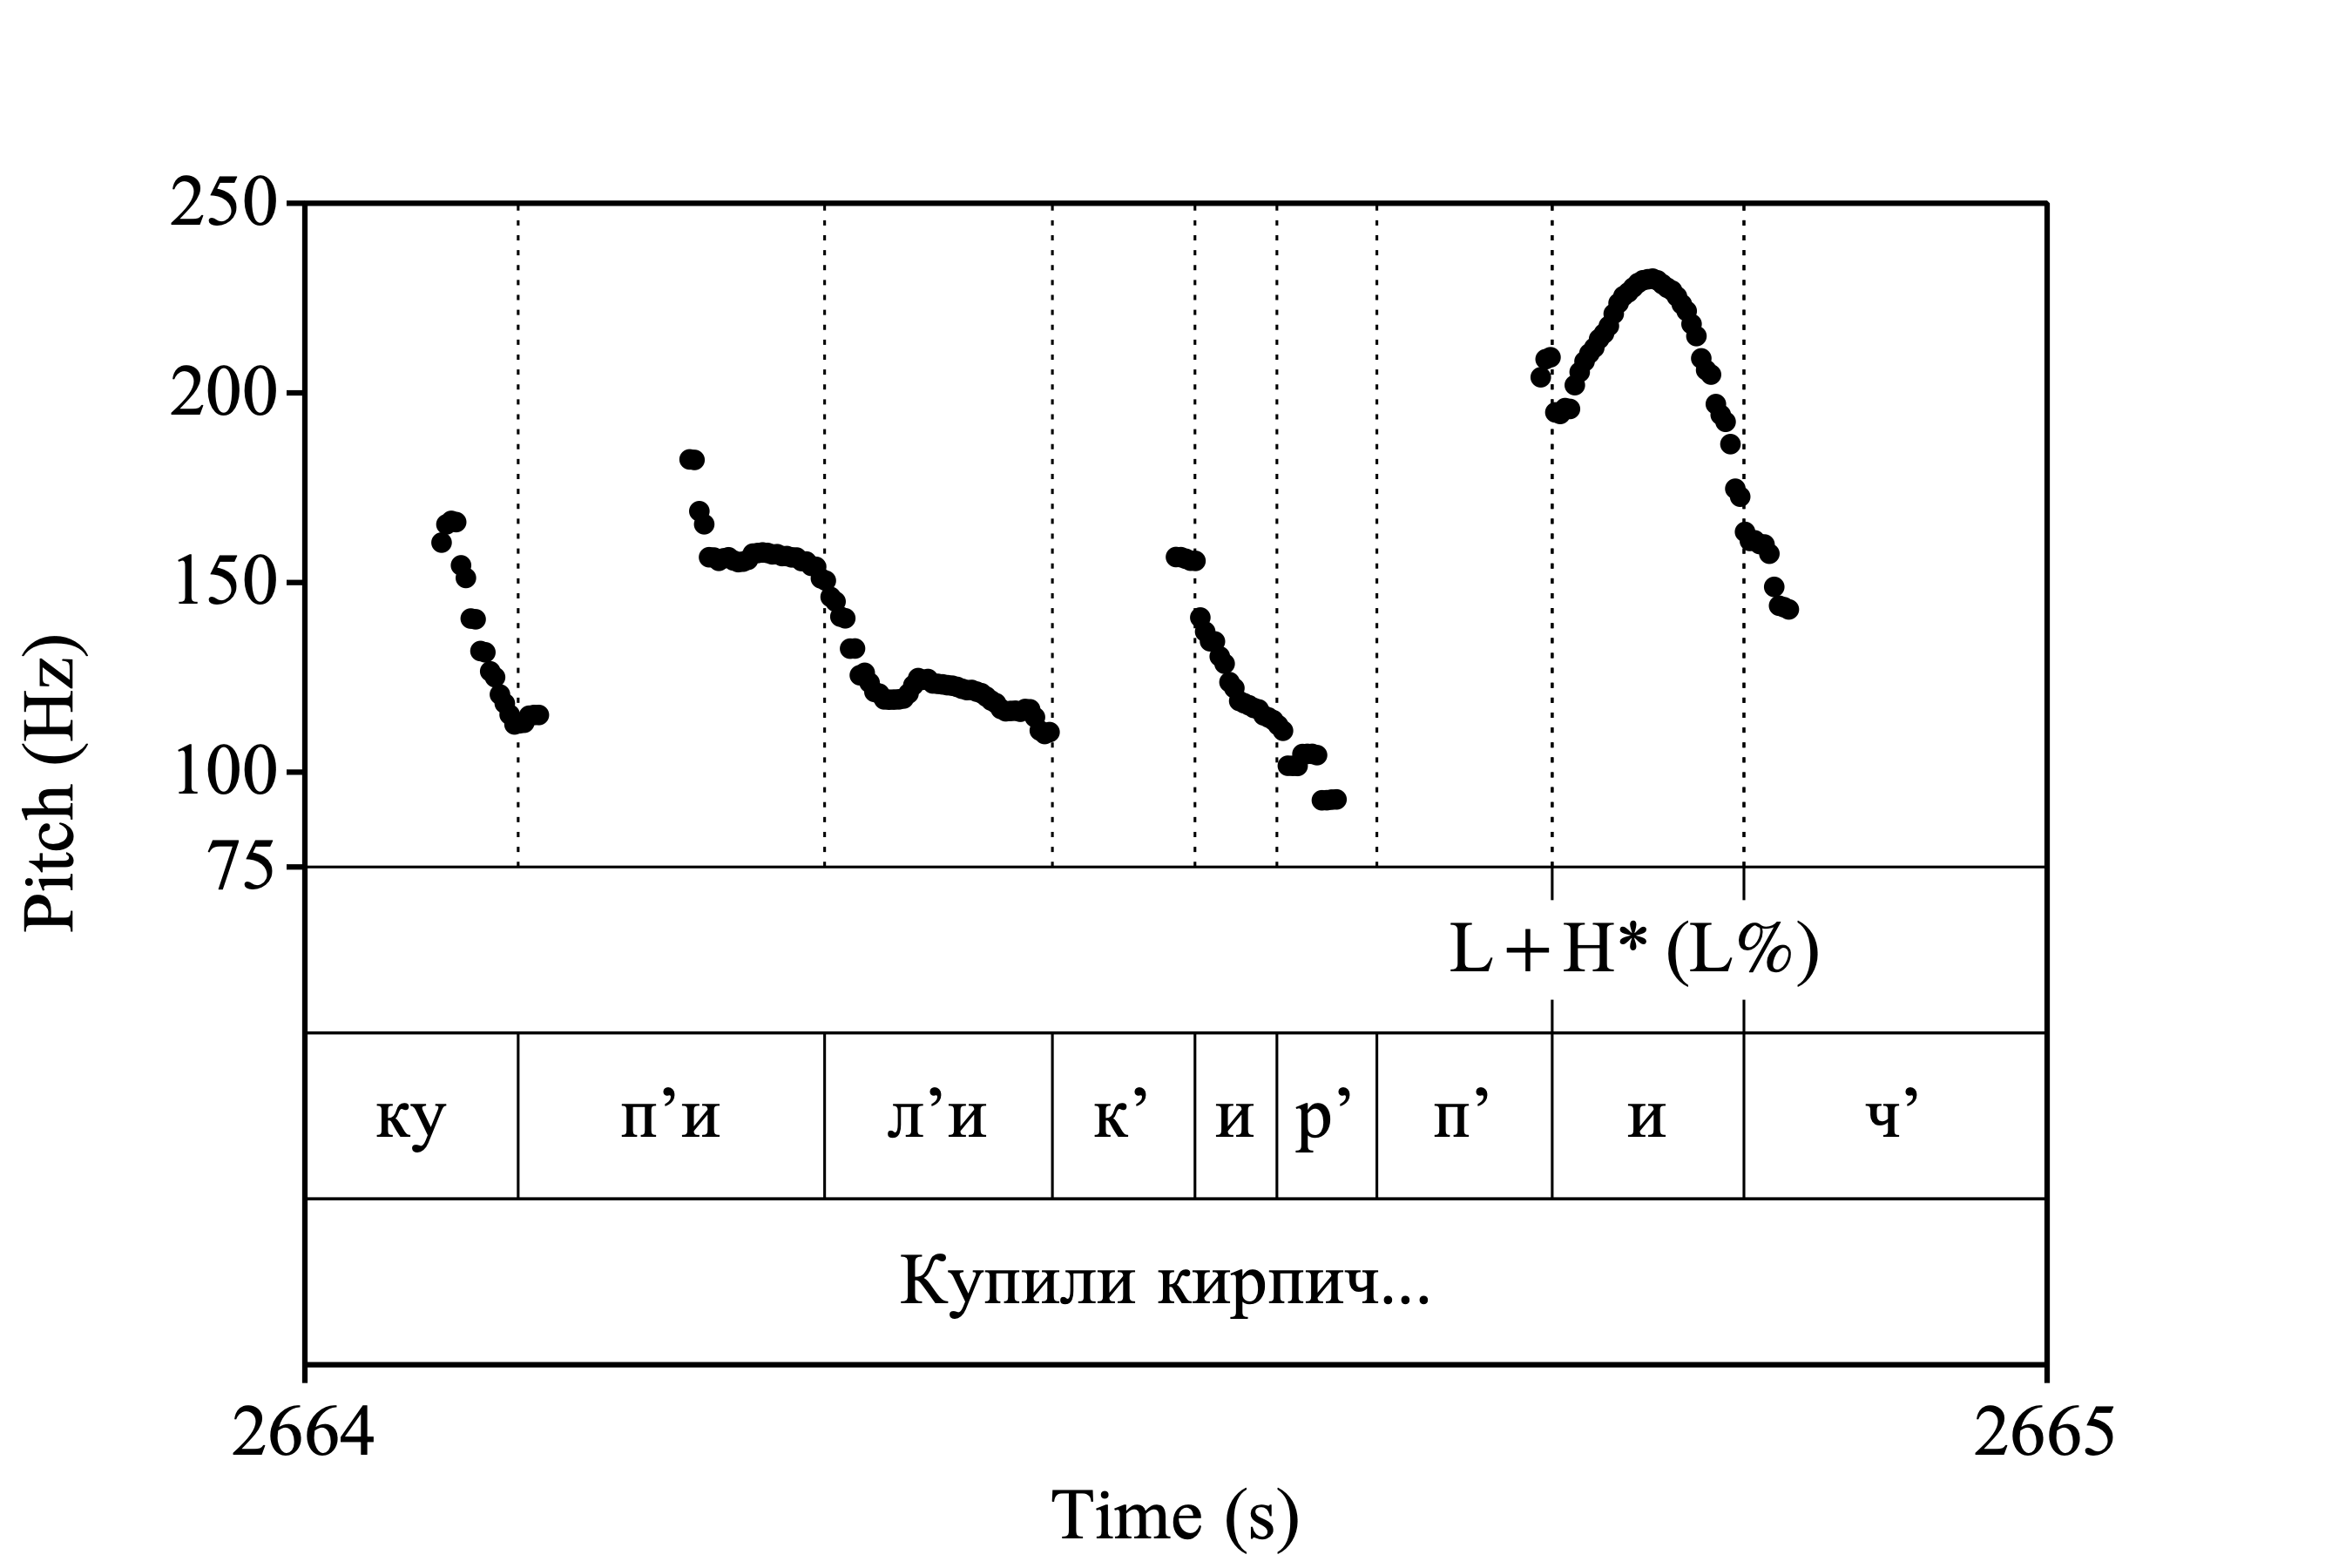 250
200
150
100
75
Pitch (Hz)
L + H* (L%)
ку п’и л’и к’ и р’ п’ и ч’
Купили кирпич...
2664 2665
Time (s)